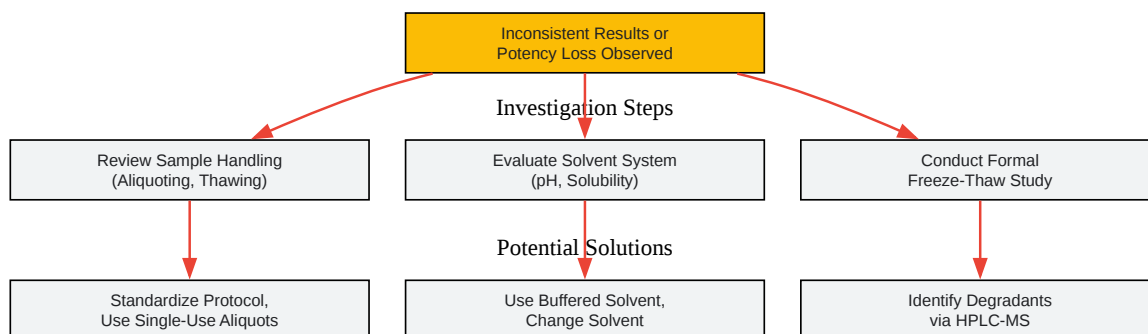 Inconsistent Results or
Potency Loss Observed
Investigation Steps
Review Sample Handling
(Aliquoting, Thawing)
Evaluate Solvent System
(pH, Solubility)
Conduct Formal
Freeze-Thaw Study
Potential Solutions
Standardize Protocol,
Use Single-Use Aliquots
Use Buffered Solvent,
Change Solvent
Identify Degradants
via HPLC-MS